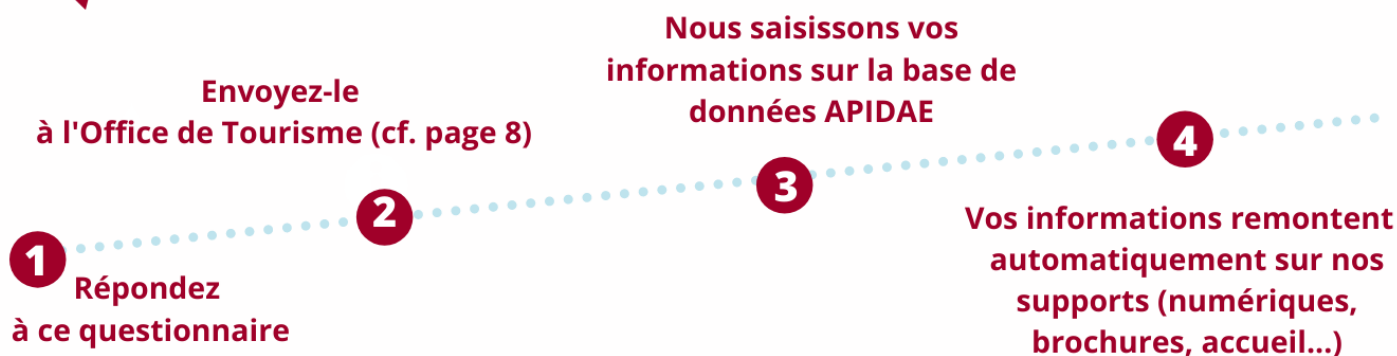 1
Répondez
à ce questionnaire
2
Envoyez-le
à l'Office de Tourisme (cf. page 8)
3
Nous saisissons vos
informations sur la base de
données APIDAE
4
Vos informations remontent
automatiquement sur nos
supports (numériques,
brochures, accueil...)